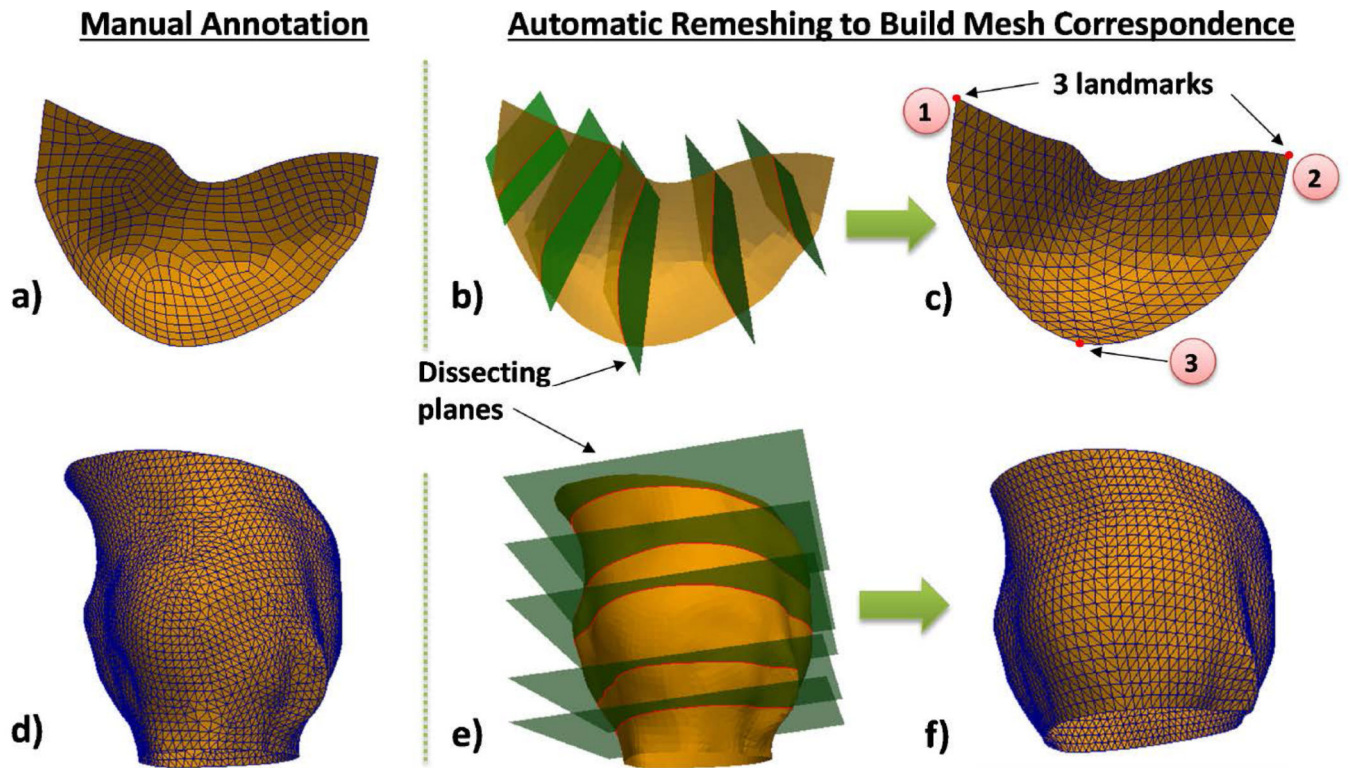 Manual Annotation
Automatic Remeshing to Build Mesh Correspondence
3 landmarks
1
2
a)
b)
c)
3
Dissecting
planes
d)
e)
f)